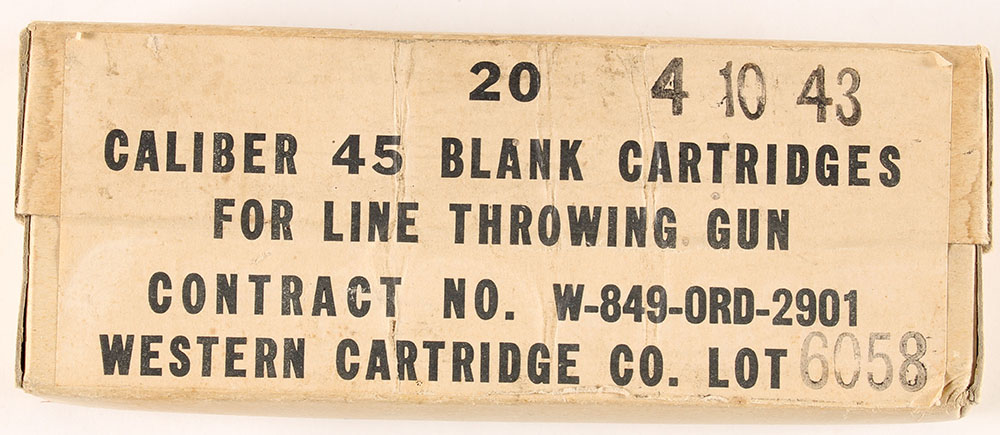 20 4 10 43
CALIBER 45 BLANK CARTRIDGES
FOR LINE THROWING GUN
CONTRACT NO. W-849-ORD-2901
WESTERN CARTRIDGE CO. LOT 6058